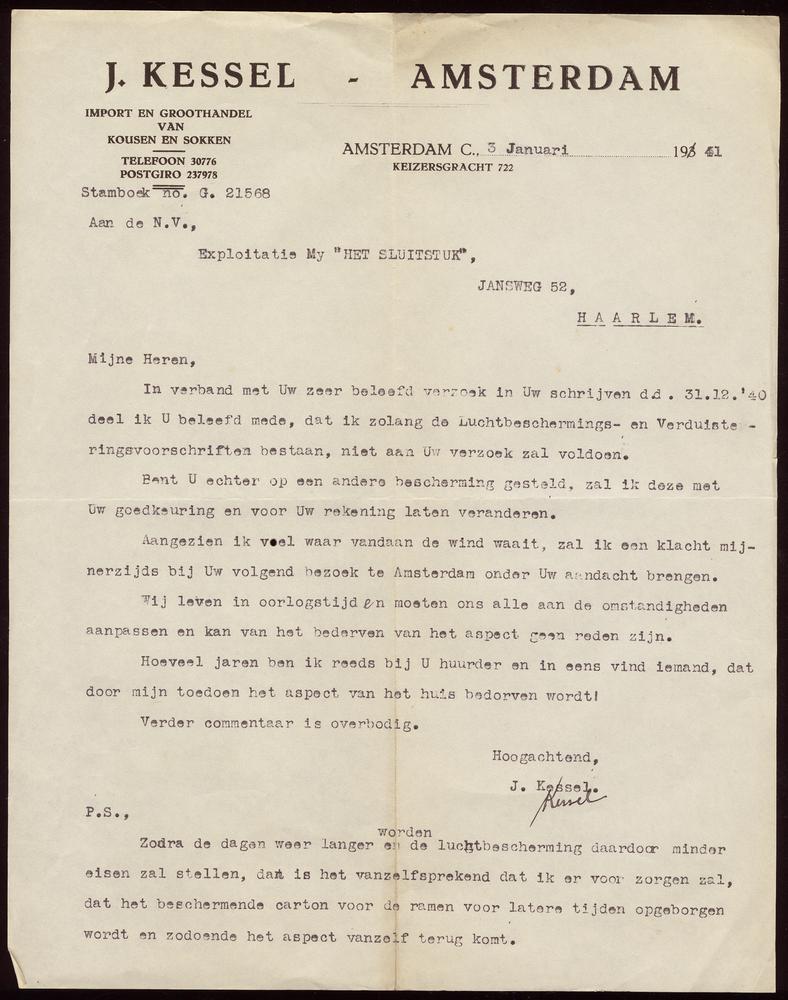 J. KESSEL - AMSTERDAM
IMPORT EN GROOTHANDEL
VAN
KOUSEN EN SOKKEN
TELEFOON 30776
POSTGIRO 237978
AMSTERDAM C., 3 Januari 193 41
KEIZERSGRACHT 722
Stamboek no. G. 21568
Aan de N.V.,
Exploitatie My "HET SLUITSTUK",
JANSWEG 52,
HAARLEM.
Mijne Heren,
In verband met Uw zeer beleefd verzoek in Uw schrijven dd . 31.12.'40
deel ik U beleefd mede, dat ik zolang de Luchtbeschermings- en Verduiste -
ringsvoorschriften bestaan, niet aan Uw verzoek zal voldoen.
Bent U echter op een andere bescherming gesteld, zal ik deze met
Uw goedkeuring en voor Uw rekening laten veranderen.
Aangezien ik voel waar vandaan de wind waait, zal ik een klacht mij-
nerzijds bij Uw volgend bezoek te Amsterdam onder Uw aandacht brengen.
Wij leven in oorlogstijd en moeten ons alle aan de omstandigheden
aanpassen en kan van het bederven van het aspect geen reden zijn.
Hoeveel jaren ben ik reeds bij U huurder en in eens vind iemand, dat
door mijn toedoen het aspect van het huis bedorven wordt!
Verder commentaar is overbodig.
Hoogachtend,
J. Kessel.
Kessel
P.S.,
worden
Zodra de dagen weer langer en de luchtbescherming daardoor minder
eisen zal stellen, dan is het vanzelfsprekend dat ik er voor zorgen zal,
dat het beschermende carton voor de ramen voor latere tijden opgeborgen
wordt en zodoende het aspect vanzelf terug komt.